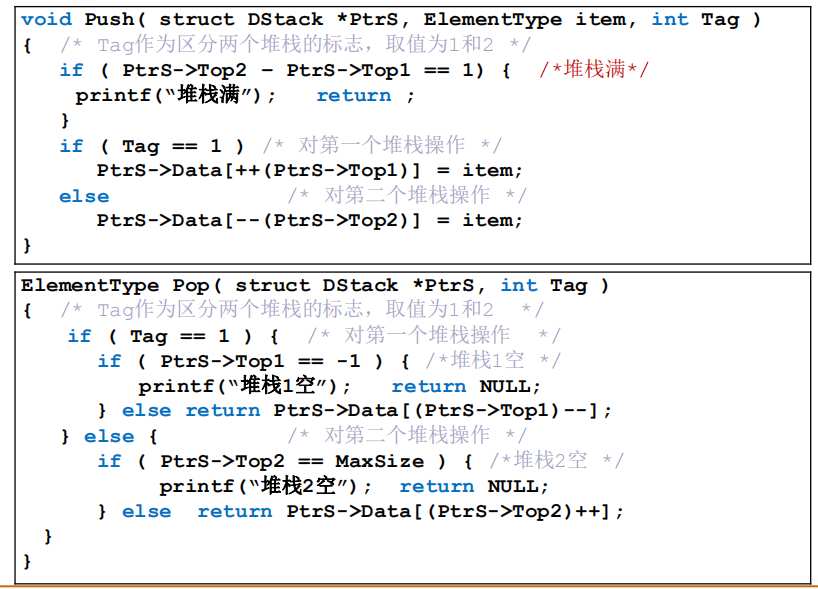 void Push( struct DStack *PtrS, ElementType item, int Tag )
{ /* Tag作为区分两个堆栈的标志，取值为1和2 */
if ( PtrS->Top2 – PtrS->Top1 == 1) { /*堆栈满*/
printf(“堆栈满”); return ;
}
if ( Tag == 1 ) /* 对第一个堆栈操作 */
PtrS->Data[++(PtrS->Top1)] = item;
else /* 对第二个堆栈操作 */
PtrS->Data[--(PtrS->Top2)] = item;
}
ElementType Pop( struct DStack *PtrS, int Tag )
{ /* Tag作为区分两个堆栈的标志，取值为1和2 */
if ( Tag == 1 ) { /* 对第一个堆栈操作 */
if ( PtrS->Top1 == -1 ) { /*堆栈1空 */
printf(“堆栈1空”); return NULL;
} else return PtrS->Data[(PtrS->Top1)--];
} else { /* 对第二个堆栈操作 */
if ( PtrS->Top2 == MaxSize ) { /*堆栈2空 */
printf(“堆栈2空”); return NULL;
} else return PtrS->Data[(PtrS->Top2)++];
}
}